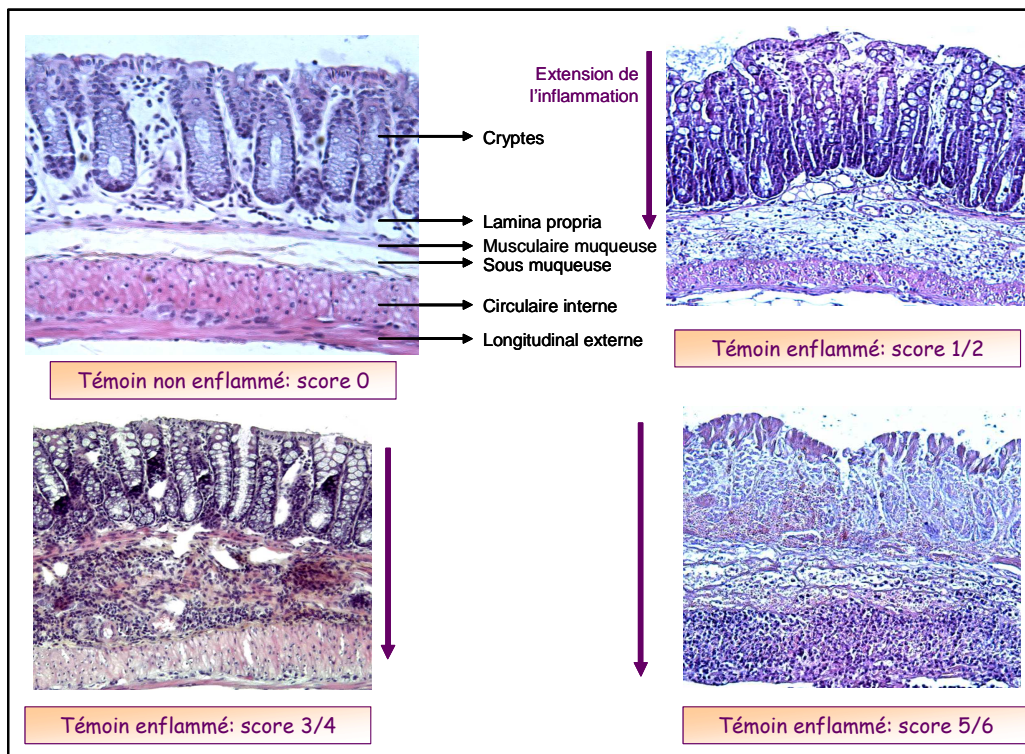 Extension de
l'inflammation
Cryptes
Lamina propria
Musculaire muqueuse
Sous muqueuse
Circulaire interne
Longitudinal externe
Témoin non enflammé: score 0
Témoin enflammé: score 1/2
Témoin enflammé: score 3/4
Témoin enflammé: score 5/6